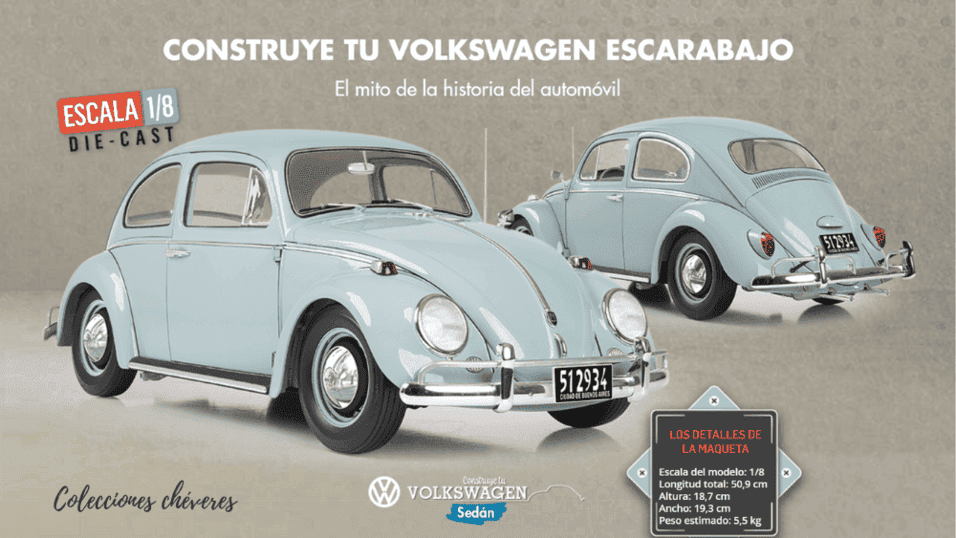 CONSTRUYE TU VOLKSWAGEN ESCARABAJO
El mito de la historia del automóvil
ESCALA 1/8
DIE-CAST
512934
512934
CIUDAD DE BUENOS AIRES
LOS DETALLES DE
LA MAQUETA
Escala del modelo: 1/8
Longitud total: 50,9 cm
Altura: 18,7 cm
Ancho: 19,3 cm
Peso estimado: 5,5 kg
Colecciones chéveres
Construye tu
VOLKSWAGEN
Sedán